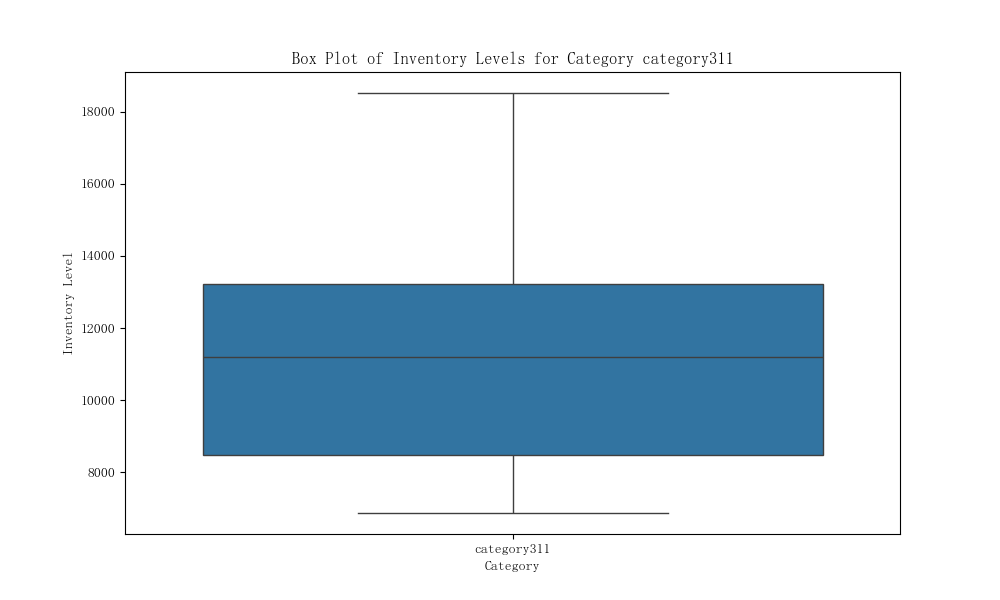 Box Plot of Inventory Levels for Category category311
18000
16000
14000
12000
10000
8000
Inventory Level
category311
Category